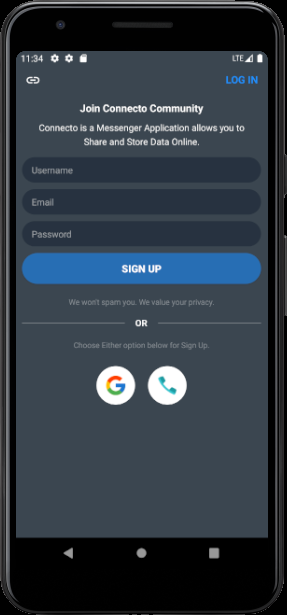 11:34 LTE
LOG IN
Join Connecto Community
Connecto is a Messenger Application allows you to
Share and Store Data Online.
Username
Email
Password
SIGN UP
We won't spam you. We value your privacy.
OR
Choose Either option below for Sign Up.
G